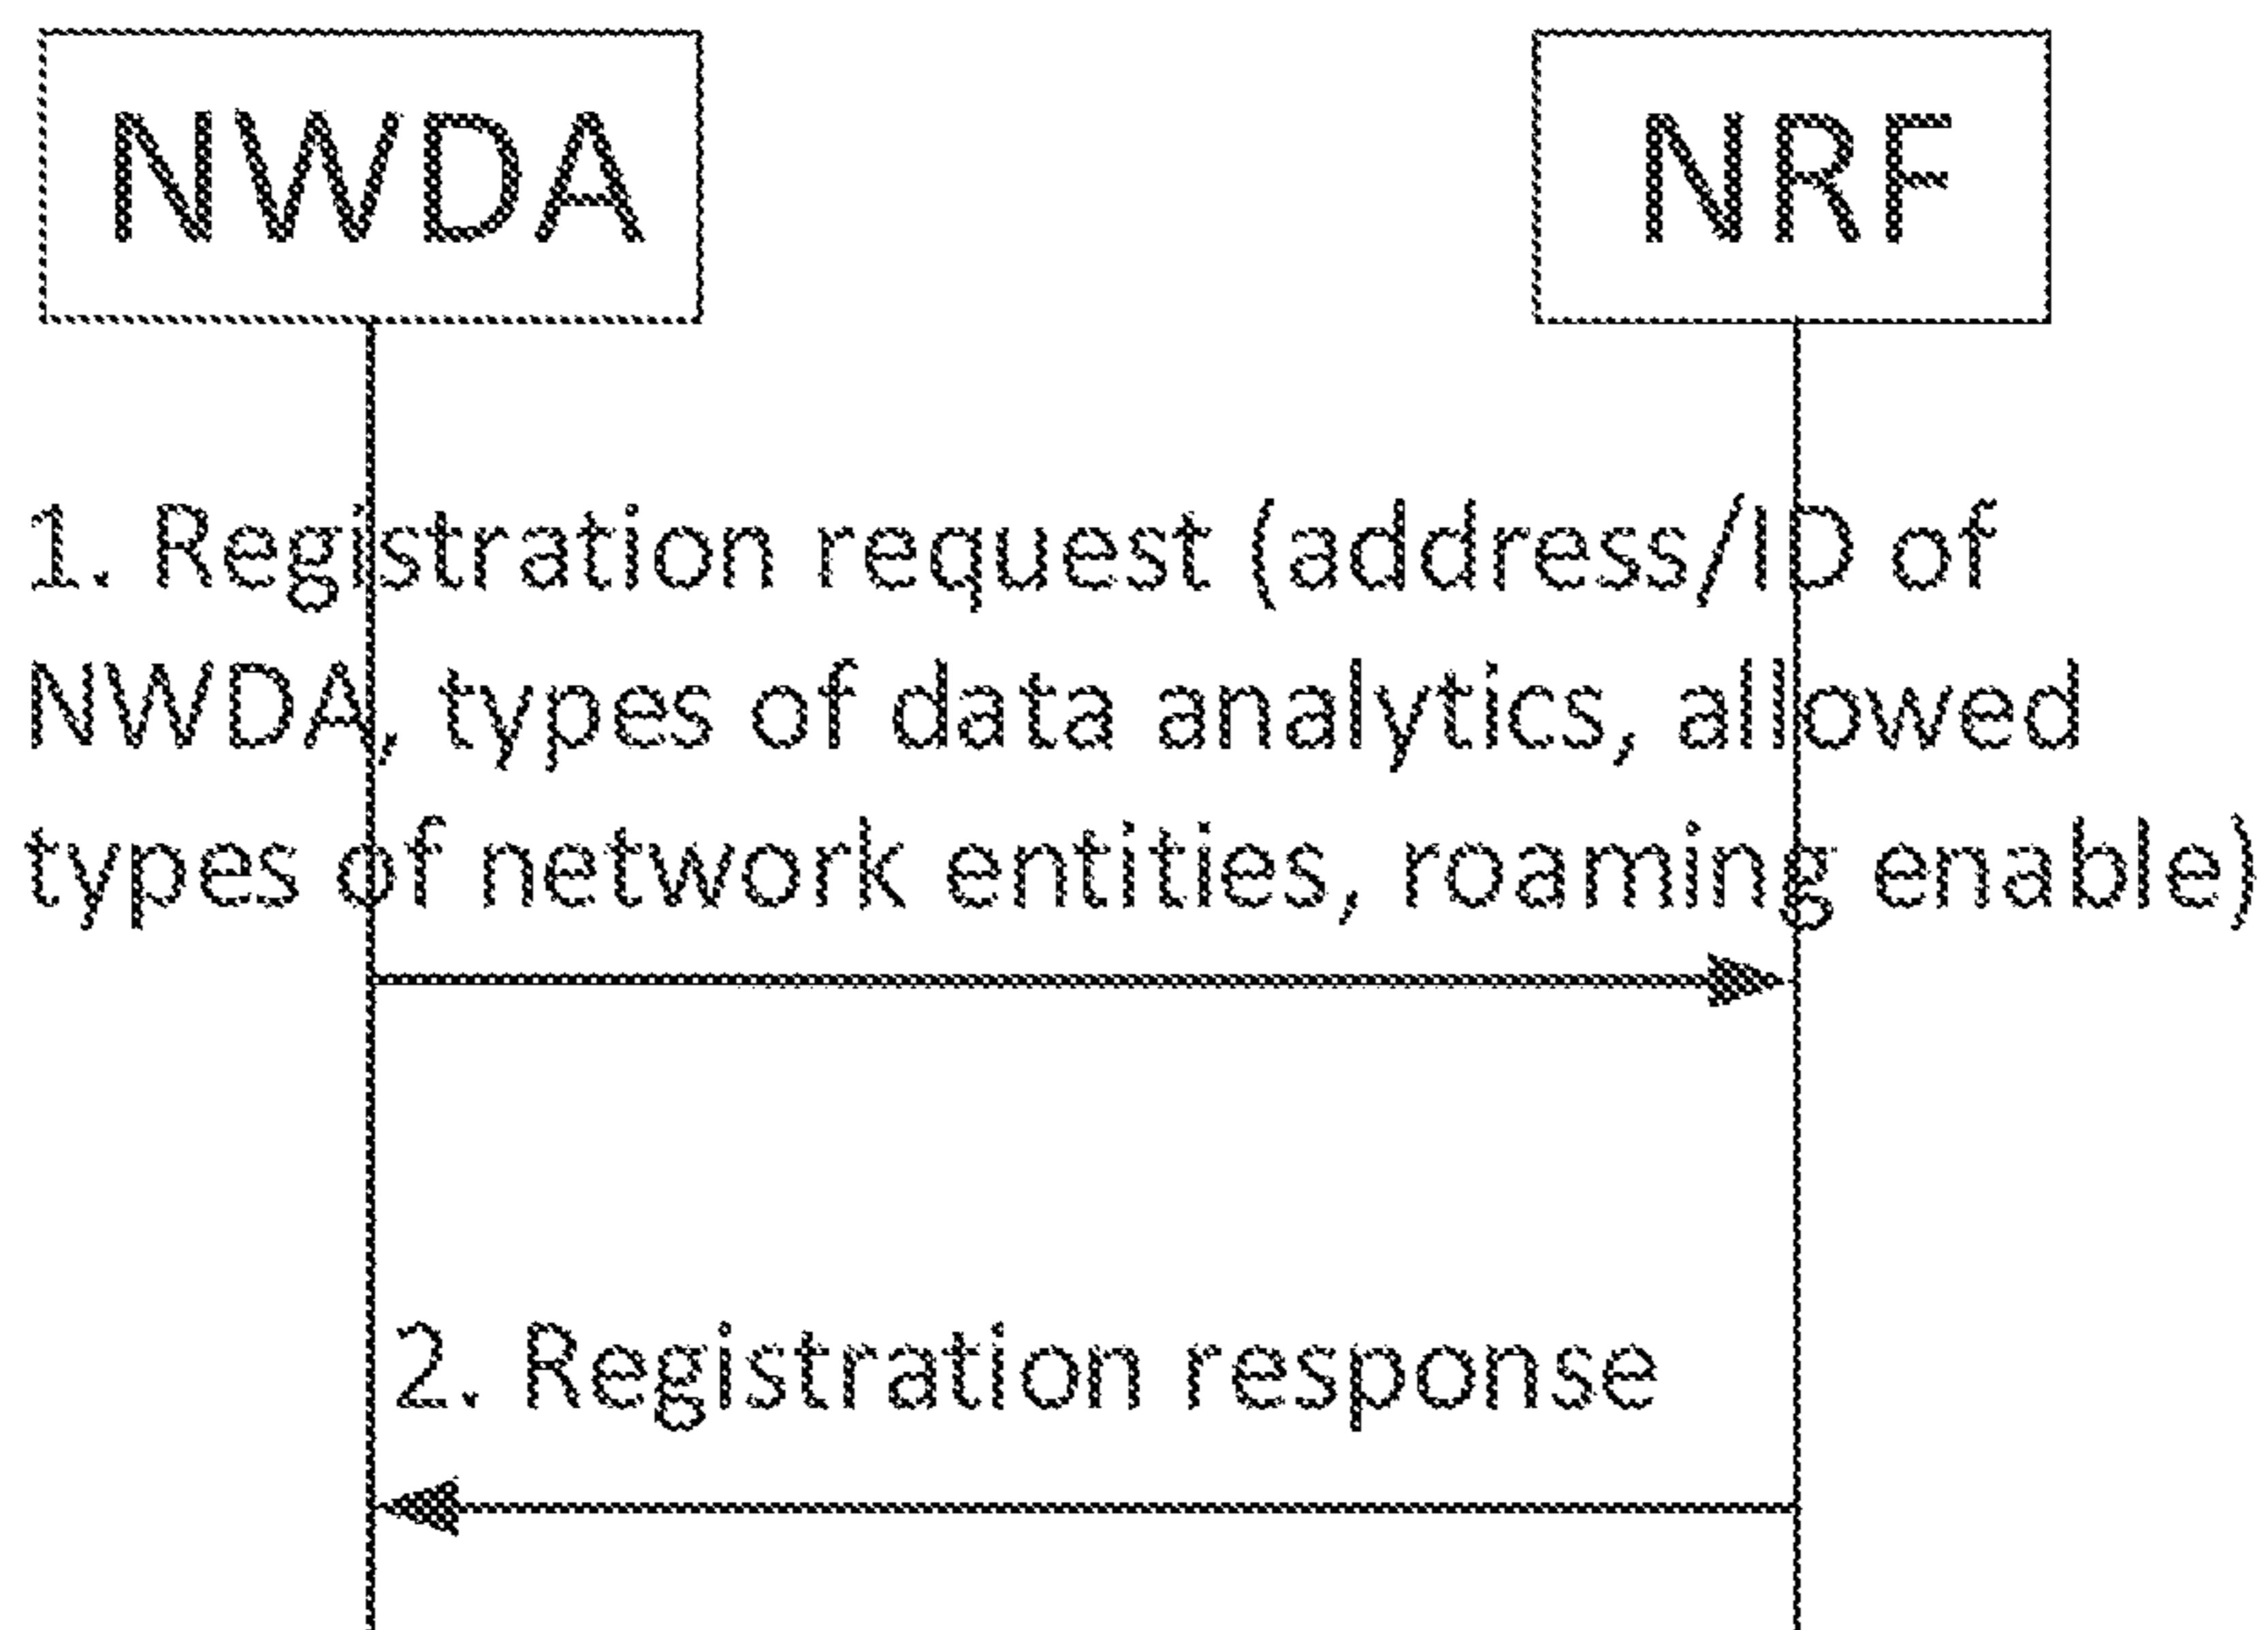 NWDA
NRF
1. Registration request (address/ID of
NWDA, types of data analytics, allowed
types of network entities, roaming enable)
2. Registration response